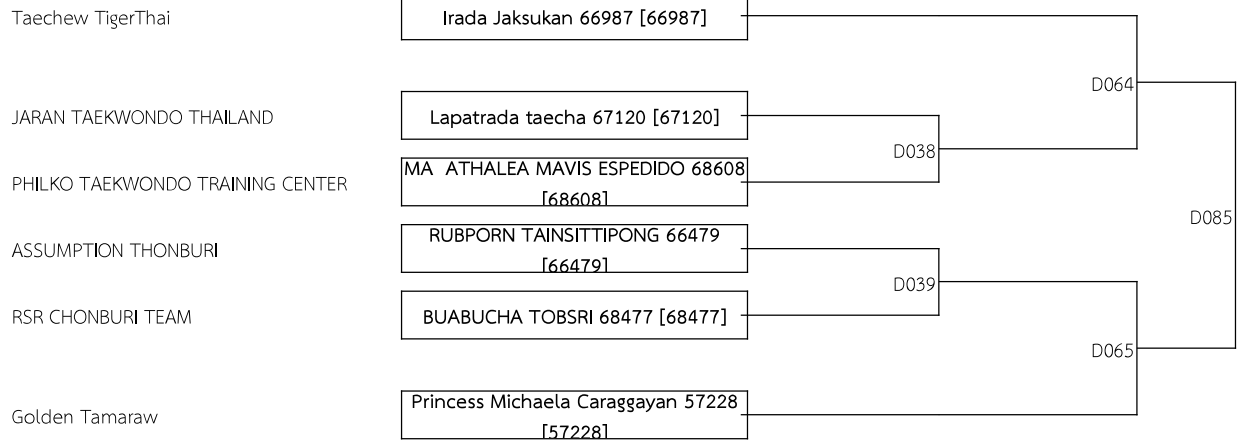 Taechew TigerThai
Irada Jaksukan 66987 [66987]
D064
JARAN TAEKWONDO THAILAND
Lapatrada taecha 67120 [67120]
D038
PHILKO TAEKWONDO TRAINING CENTER
MA  ATHALEA MAVIS ESPEDIDO 68608
[68608]
D085
ASSUMPTION THONBURI
RUBPORN TAINSITTIPONG 66479
[66479]
D039
RSR CHONBURI TEAM
BUABUCHA TOBSRI 68477 [68477]
D065
Golden Tamaraw
Princess Michaela Caraggayan 57228
[57228]